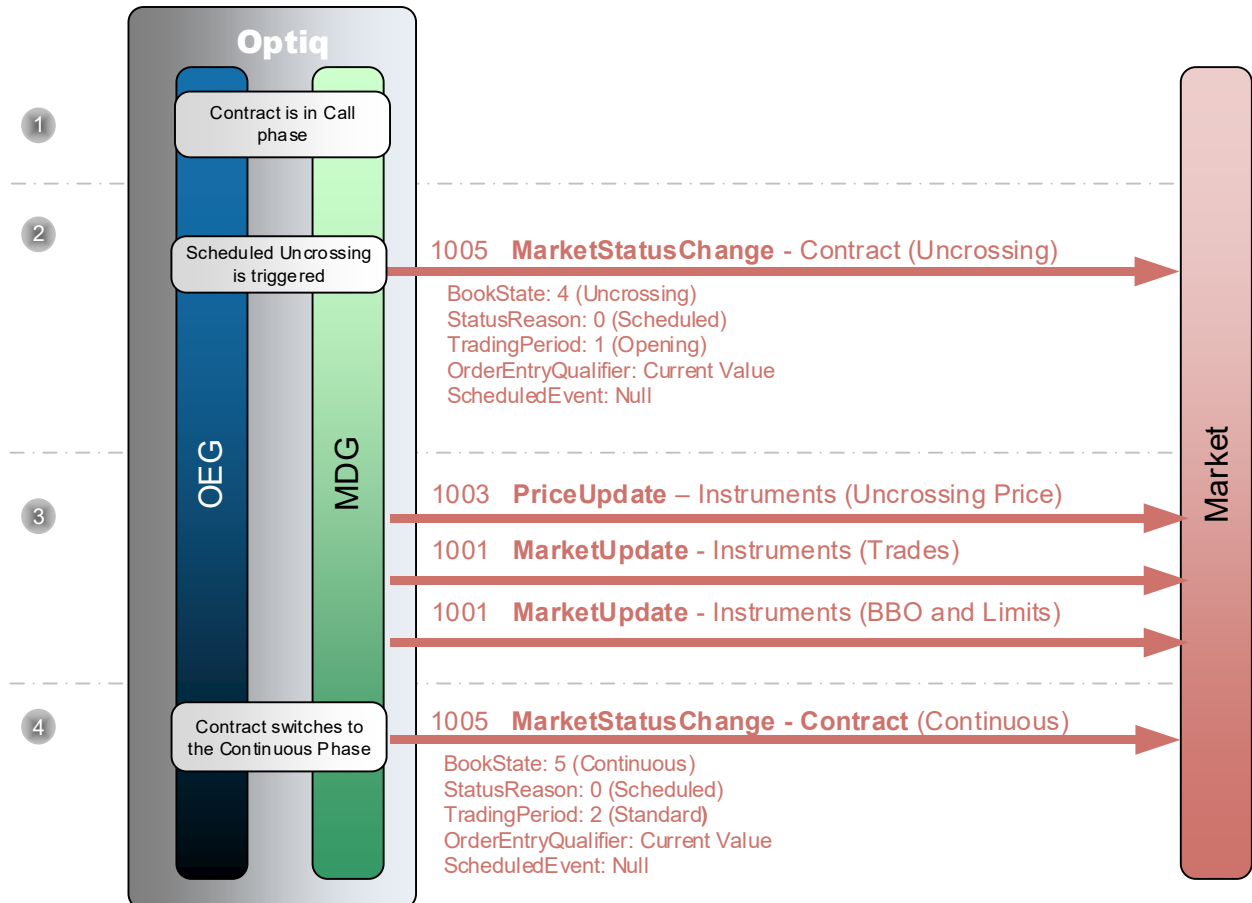 Optiq
1
Contract is in Call
phase
2
Scheduled Uncrossing
is triggered
1005 MarketStatusChange - Contract (Uncrossing)
BookState: 4 (Uncrossing)
StatusReason: 0 (Scheduled)
TradingPeriod: 1 (Opening)
OrderEntryQualifier: Current Value
ScheduledEvent: Null
OEG
MDG
Market
3
1003 PriceUpdate – Instruments (Uncrossing Price)
1001 MarketUpdate - Instruments (Trades)
1001 MarketUpdate - Instruments (BBO and Limits)
4
Contract switches to
the Continuous Phase
1005 MarketStatusChange - Contract (Continuous)
BookState: 5 (Continuous)
StatusReason: 0 (Scheduled)
TradingPeriod: 2 (Standard)
OrderEntryQualifier: Current Value
ScheduledEvent: Null